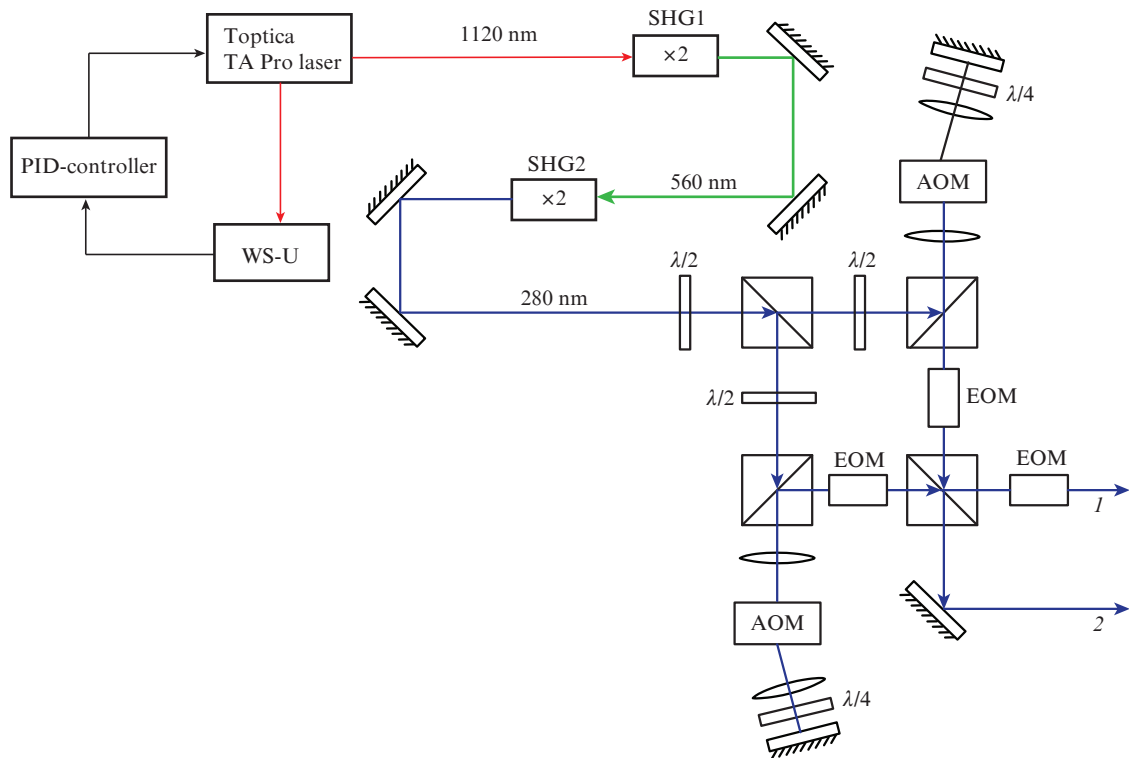 SHG1
1120 nm
Toptica
TA Pro laser
×2
λ/4
PID-controller
SHG2
560 nm
×2
AOM
WS-U
λ/2
λ/2
280 nm
λ/2
EOM
EOM
EOM
1
AOM
2
λ/4